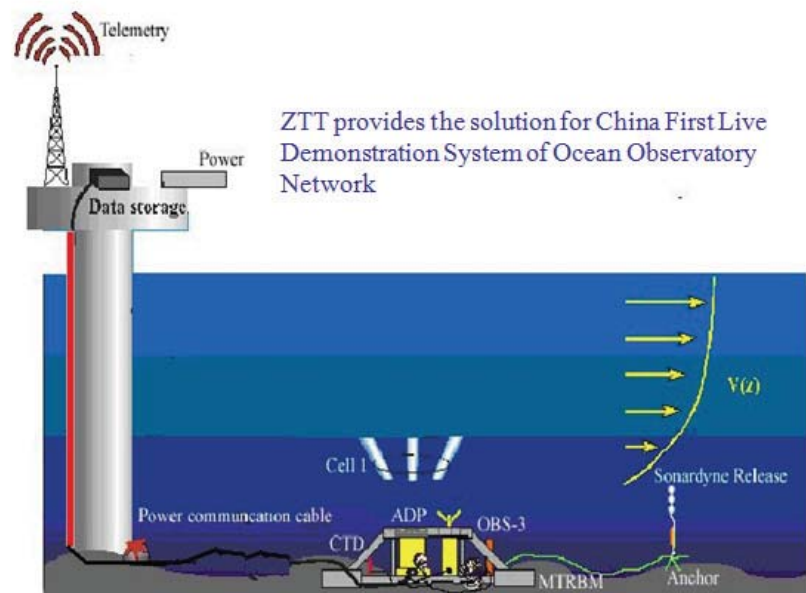 Telemetry
ZTT provides the solution for China First Live
Demonstration System of Ocean Observatory
Network
Power
Data storage
V(z)
Cell 1
Sonardyne Release
Power communcation cable
ADP
OBS-3
CTD
MTRBM
Anchor